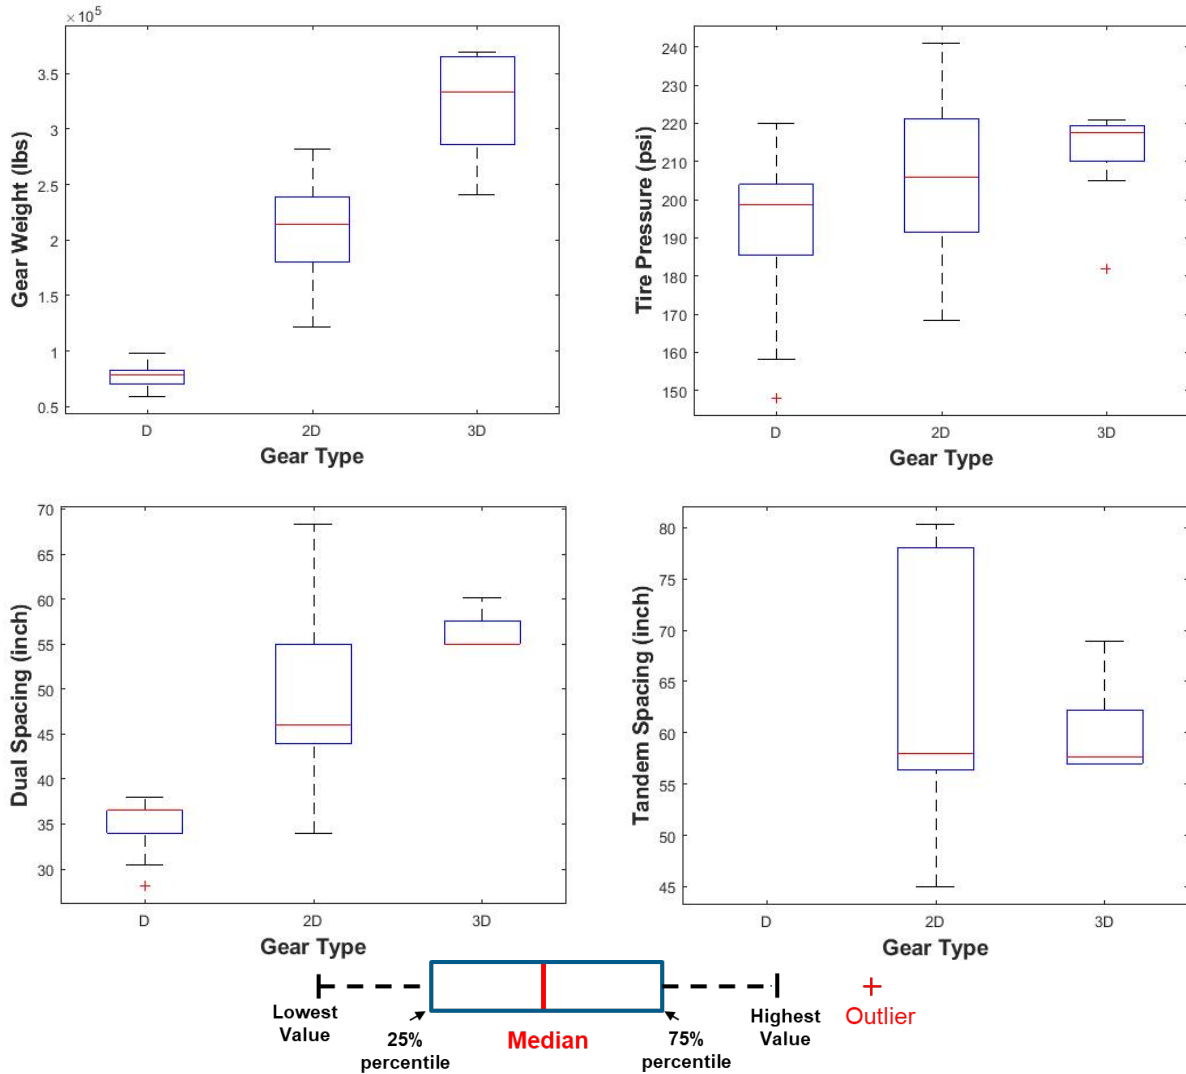 ×10^5
3.5
3
2.5
2
1.5
1
0.5
Gear Weight (lbs)
D 2D 3D
Gear Type
240
230
220
210
200
190
180
170
160
150
Tire Pressure (psi)
D 2D 3D
Gear Type
70
65
60
55
50
45
40
35
30
Dual Spacing (inch)
D 2D 3D
Gear Type
80
75
70
65
60
55
50
45
Tandem Spacing (inch)
D 2D 3D
Gear Type
Lowest
Value
25%
percentile
Median
75%
percentile
Highest
Value
Outlier